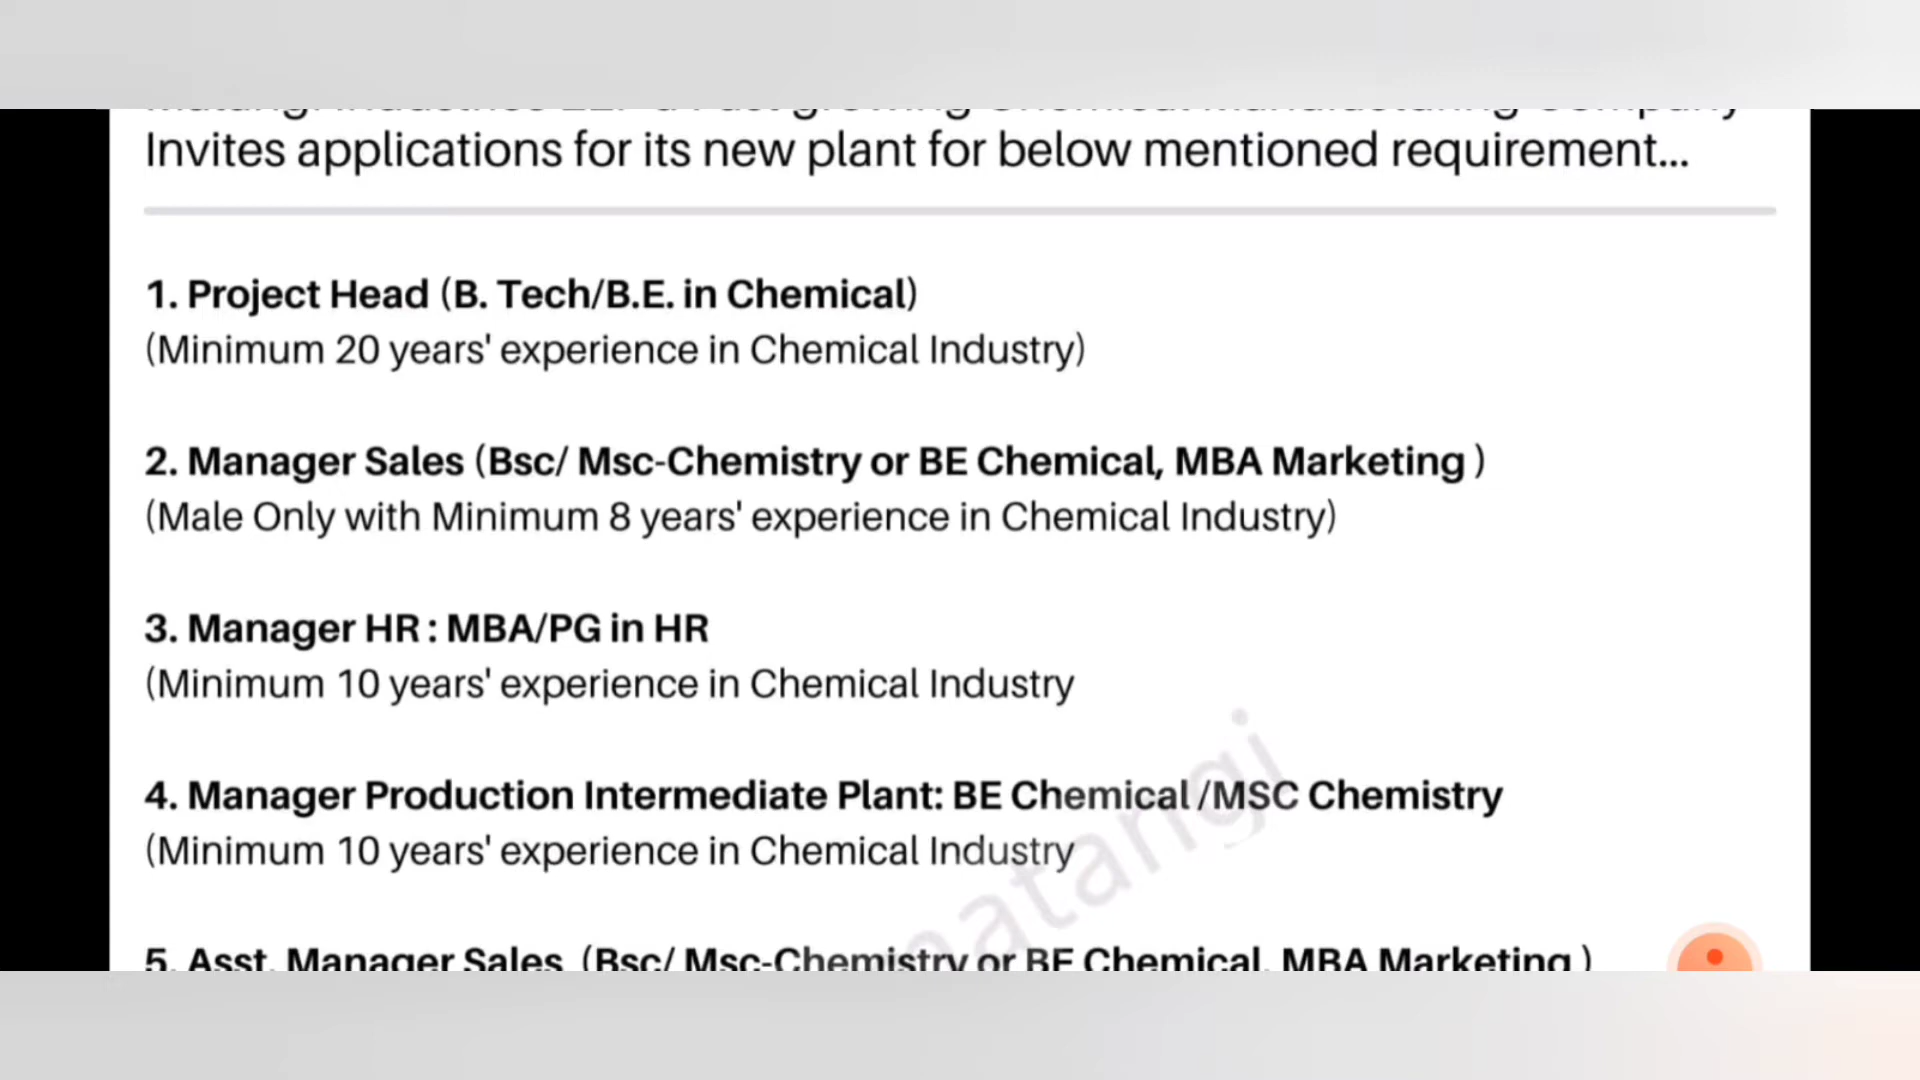 Invites applications for its new plant for below mentioned requirement...
1. Project Head (B. Tech/B.E. in Chemical)
(Minimum 20 years' experience in Chemical Industry)
2. Manager Sales (Bsc/ Msc-Chemistry or BE Chemical, MBA Marketing )
(Male Only with Minimum 8 years' experience in Chemical Industry)
3. Manager HR : MBA/PG in HR
(Minimum 10 years' experience in Chemical Industry
4. Manager Production Intermediate Plant: BE Chemical /MSC Chemistry
(Minimum 10 years' experience in Chemical Industry
5. Asst. Manager Sales (Bsc/ Msc-Chemistry or BE Chemical, MBA Marketing )